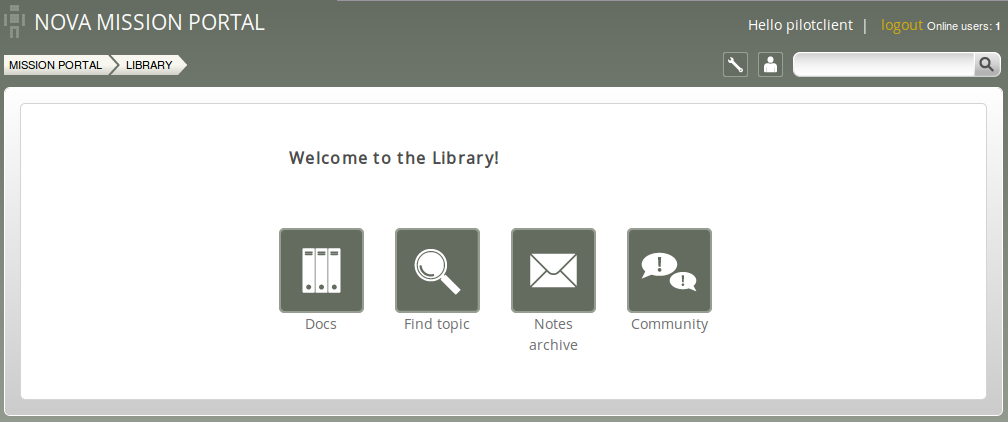 NOVA MISSION PORTAL
Hello pilotclient | logout Online users: 1
MISSION PORTAL LIBRARY
Welcome to the Library!
Docs
Find topic
Notes
archive
Community